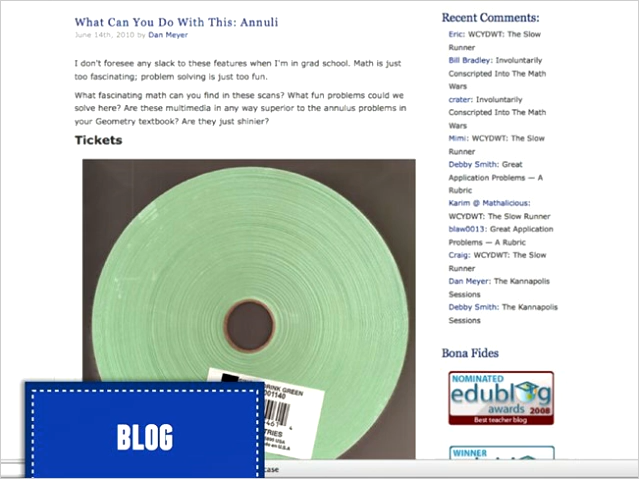 What Can You Do With This: Annuli
June 14th, 2010 by Dan Meyer
I don't foresee any slack to these features when I'm in grad school. Math is just
too fascinating; problem solving is just too fun.
What fascinating math can you find in these scans? What fun problems could we
solve here? Are these multimedia in any way superior to the annulus problems in
your Geometry textbook? Are they just shinier?
Tickets
DRINK GREEN
001140
TRIES
USA
BLOG
Recent Comments:
Eric: WCYDWT: The Slow
Runner
Bill Bradley: Involuntarily
Conscripted Into The Math
Wars
crater: Involuntarily
Conscripted Into The Math
Wars
Mimi: WCYDWT: The Slow
Runner
Debby Smith: Great
Application Problems — A
Rubric
Karim @ Mathalicious:
WCYDWT: The Slow Runner
blaw0013: Great Application
Problems — A Rubric
Craig: WCYDWT: The Slow
Runner
Dan Meyer: The Kannapolis
Sessions
Debby Smith: The Kannapolis
Sessions
Bona Fides
NOMINATED
edublog
awards 2008
Best teacher blog
WINNER